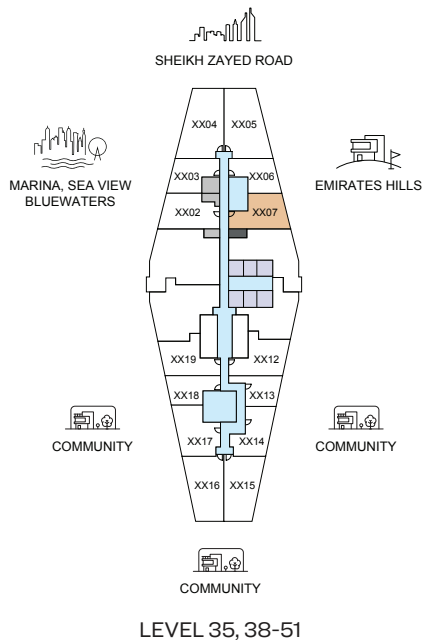 SHEIKH ZAYED ROAD
XX04 XX05
MARINA, SEA VIEW
BLUEWATERS
EMIRATES HILLS
XX03 XX06
XX02 XX07
XX19 XX12
XX18 XX13
COMMUNITY
COMMUNITY
XX17 XX14
XX16 XX15
COMMUNITY
LEVEL 35, 38-51